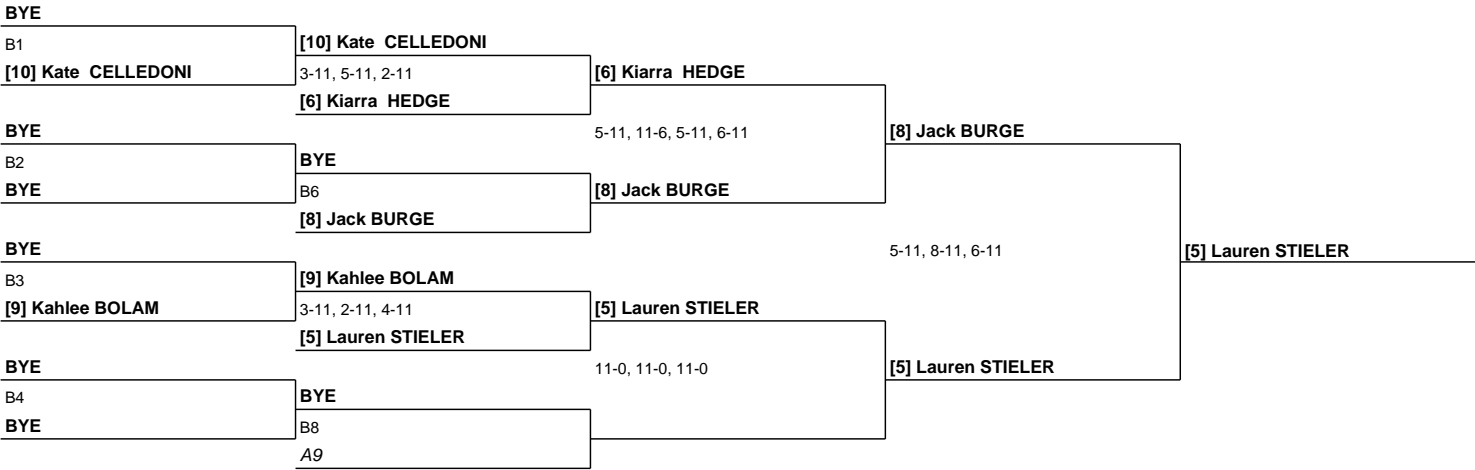 BYE
B1
[10] Kate CELLEDONI
[10] Kate CELLEDONI
3-11, 5-11, 2-11
[6] Kiarra HEDGE
[6] Kiarra HEDGE
BYE
5-11, 11-6, 5-11, 6-11
[8] Jack BURGE
B2
BYE
BYE
B6
[8] Jack BURGE
[8] Jack BURGE
BYE
5-11, 8-11, 6-11
[5] Lauren STIELER
B3
[9] Kahlee BOLAM
[9] Kahlee BOLAM
3-11, 2-11, 4-11
[5] Lauren STIELER
[5] Lauren STIELER
BYE
11-0, 11-0, 11-0
[5] Lauren STIELER
B4
BYE
BYE
B8
A9